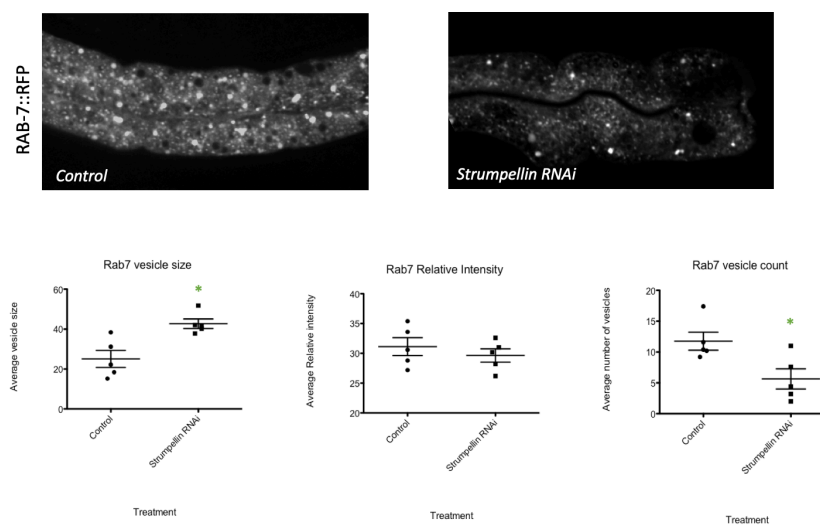 RAB-7::RFP
Control
Strumpellin RNAi
Rab7 vesicle size
*
Average vesicle size
60
40
20
0
Control
Strumpellin RNAi
Treatment
Rab7 Relative Intensity
Average Relative intensity
40
35
30
25
20
Control
Strumpellin RNAi
Treatment
Rab7 vesicle count
*
Average number of vesicles
20
15
10
5
0
Control
Strumpellin RNAi
Treatment